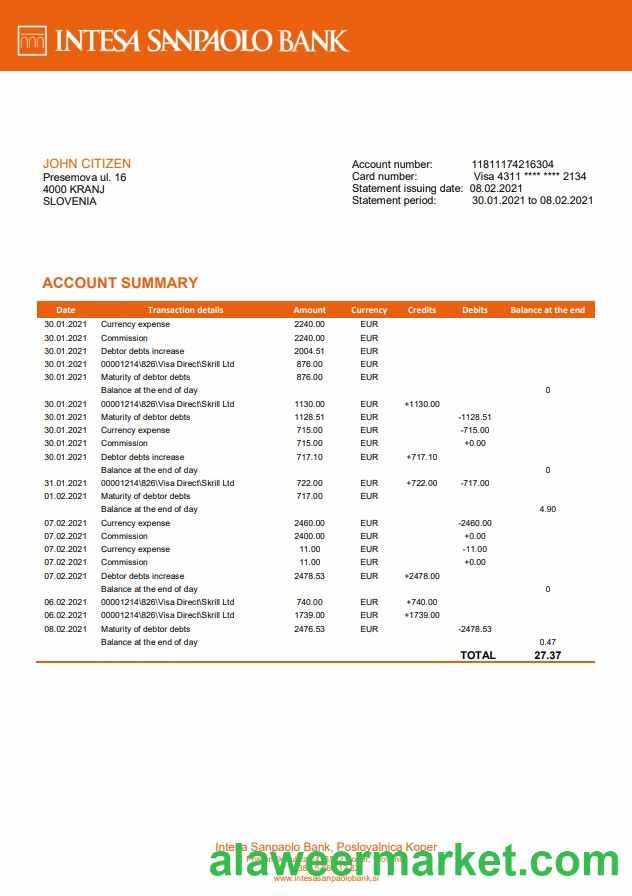 INTESA SANPAOLO BANK
JOHN CITIZEN
Presemova ul. 16
4000 KRANJ
SLOVENIA
Account number: 11811174216304
Card number: Visa 4311 **** **** 2134
Statement issuing date: 08.02.2021
Statement period: 30.01.2021 to 08.02.2021
ACCOUNT SUMMARY
Date Transaction details Amount Currency Credits Debits Balance at the end
30.01.2021 Currency expense 2240.00 EUR
30.01.2021 Commission 2240.00 EUR
30.01.2021 Debtor debts increase 2004.51 EUR
30.01.2021 00001214\826\Visa Direct\Skrill Ltd 876.00 EUR
30.01.2021 Maturity of debtor debts 876.00 EUR
Balance at the end of day 0
30.01.2021 00001214\826\Visa Direct\Skrill Ltd 1130.00 EUR +1130.00
30.01.2021 Maturity of debtor debts 1128.51 EUR -1128.51
30.01.2021 Currency expense 715.00 EUR -715.00
30.01.2021 Commission 715.00 EUR +0.00
30.01.2021 Debtor debts increase 717.10 EUR +717.10
Balance at the end of day 0
31.01.2021 00001214\826\Visa Direct\Skrill Ltd 722.00 EUR +722.00 -717.00
01.02.2021 Maturity of debtor debts 717.00 EUR
Balance at the end of day 4.90
07.02.2021 Currency expense 2460.00 EUR -2460.00
07.02.2021 Commission 2400.00 EUR +0.00
07.02.2021 Currency expense 11.00 EUR -11.00
07.02.2021 Commission 11.00 EUR +0.00
07.02.2021 Debtor debts increase 2478.53 EUR +2478.00
Balance at the end of day 0
06.02.2021 00001214\826\Visa Direct\Skrill Ltd 740.00 EUR +740.00
06.02.2021 00001214\826\Visa Direct\Skrill Ltd 1739.00 EUR +1739.00
08.02.2021 Maturity of debtor debts 2476.53 EUR -2478.53
Balance at the end of day 0.47
TOTAL 27.37
Intesa Sanpaolo Bank, Poslovalnica Koper
alaweermarket.com
www.intesasanpaolobank.si